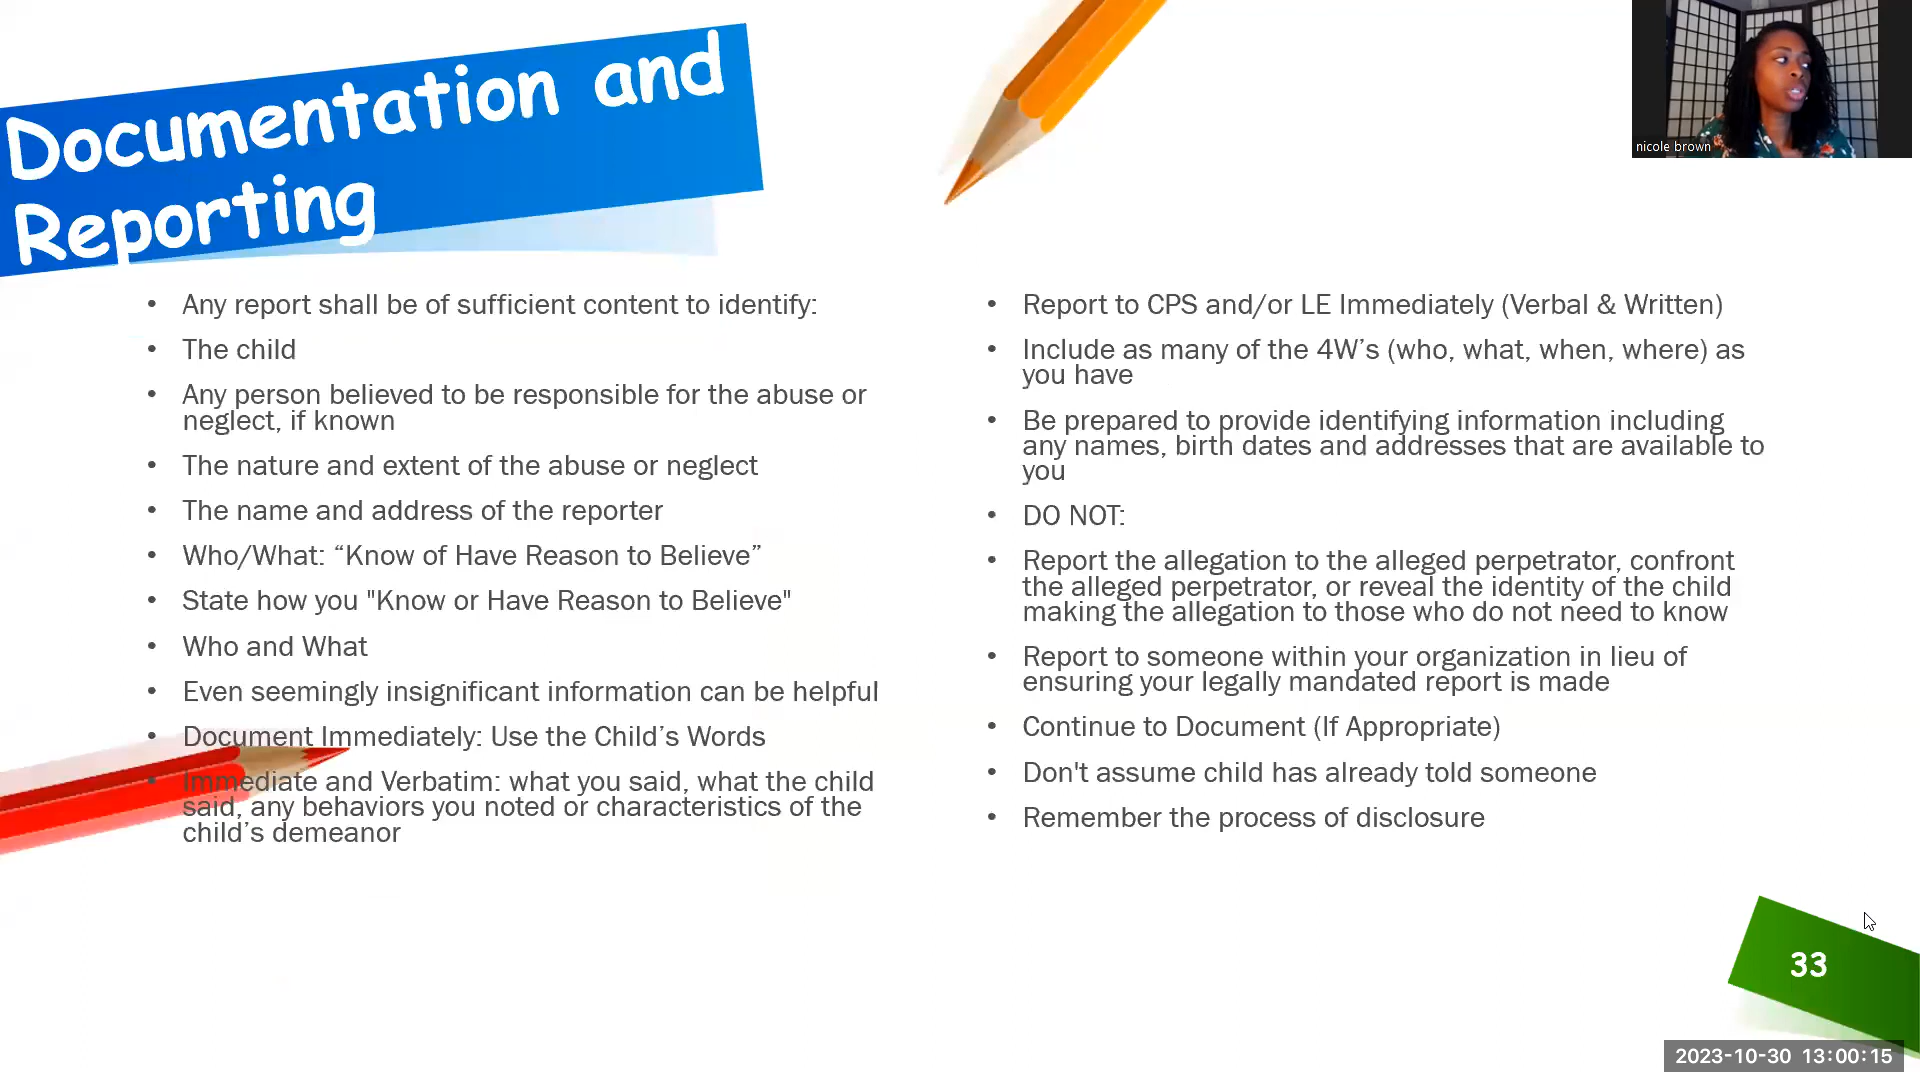 Documentation and
Reporting
• Any report shall be of sufficient content to identify:
• The child
• Any person believed to be responsible for the abuse or
neglect, if known
• The nature and extent of the abuse or neglect
• The name and address of the reporter
• Who/What: “Know of Have Reason to Believe”
• State how you "Know or Have Reason to Believe"
• Who and What
• Even seemingly insignificant information can be helpful
• Document Immediately: Use the Child’s Words
• Immediate and Verbatim: what you said, what the child
said, any behaviors you noted or characteristics of the
child’s demeanor
• Report to CPS and/or LE Immediately (Verbal & Written)
• Include as many of the 4W’s (who, what, when, where) as
you have
• Be prepared to provide identifying information including
any names, birth dates and addresses that are available to
you
• DO NOT:
• Report the allegation to the alleged perpetrator, confront
the alleged perpetrator, or reveal the identity of the child
making the allegation to those who do not need to know
• Report to someone within your organization in lieu of
ensuring your legally mandated report is made
• Continue to Document (If Appropriate)
• Don't assume child has already told someone
• Remember the process of disclosure
nicole brown
33
2023-10-30 13:00:15